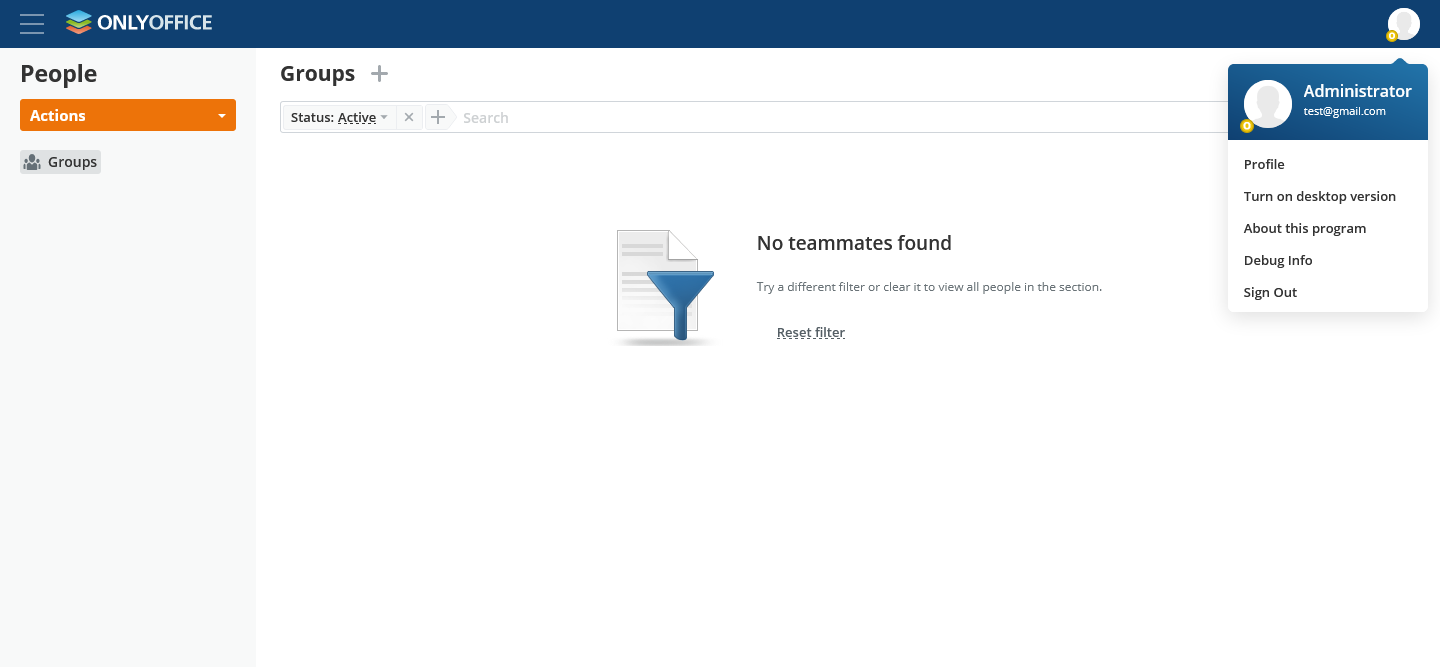 ONLYOFFICE
People
Actions
Groups
Groups
Status: Active
Search
No teammates found
Try a different filter or clear it to view all people in the section.
Reset filter
Administrator
test@gmail.com
Profile
Turn on desktop version
About this program
Debug Info
Sign Out